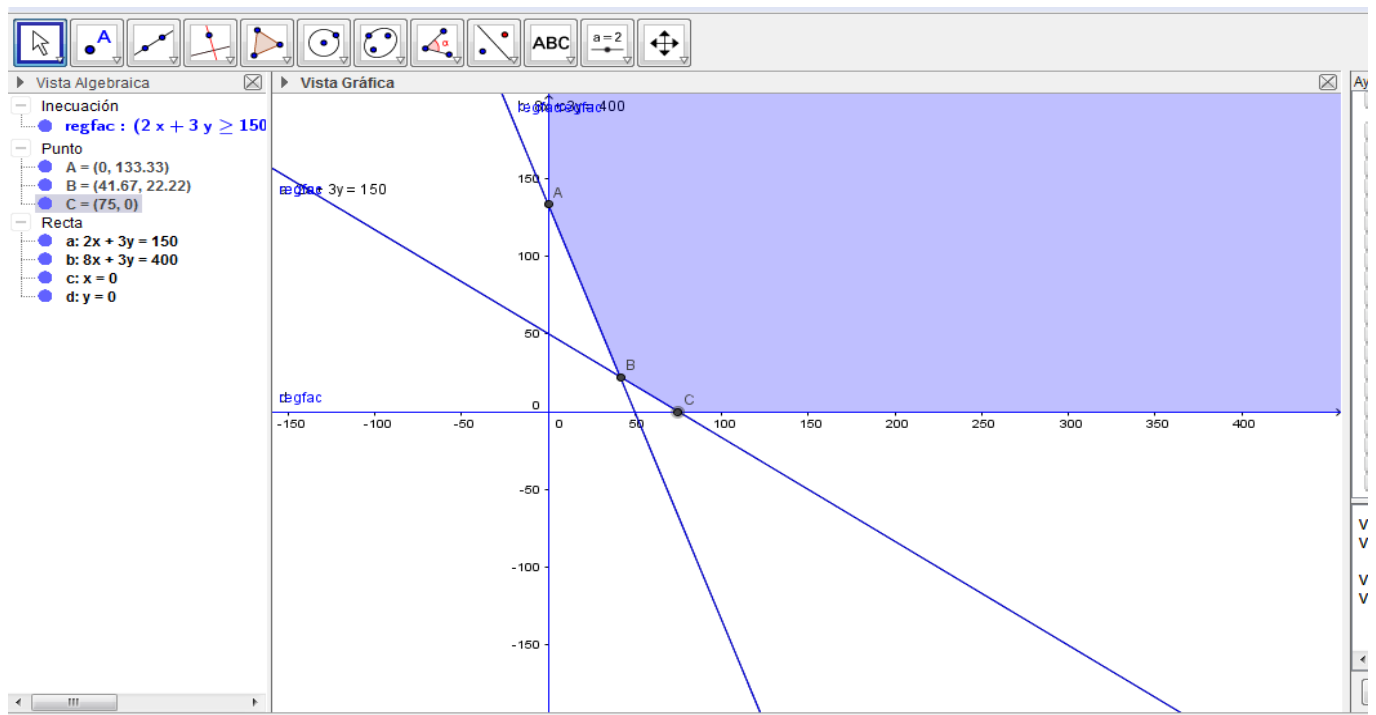 A
α
ABC
a=2
Vista Algebraica
Vista Gráfica
Ay
Inecuación
regfac : (2 x + 3 y ≥ 150
Punto
A = (0, 133.33)
B = (41.67, 22.22)
C = (75, 0)
Recta
a: 2x + 3y = 150
b: 8x + 3y = 400
c: x = 0
d: y = 0
400
150
A
3y = 150
100
50
B
regfac
0
C
-150 -100 -50 0 50 100 150 200 250 300 350 400
-50
-100
-150
V
V
V
V